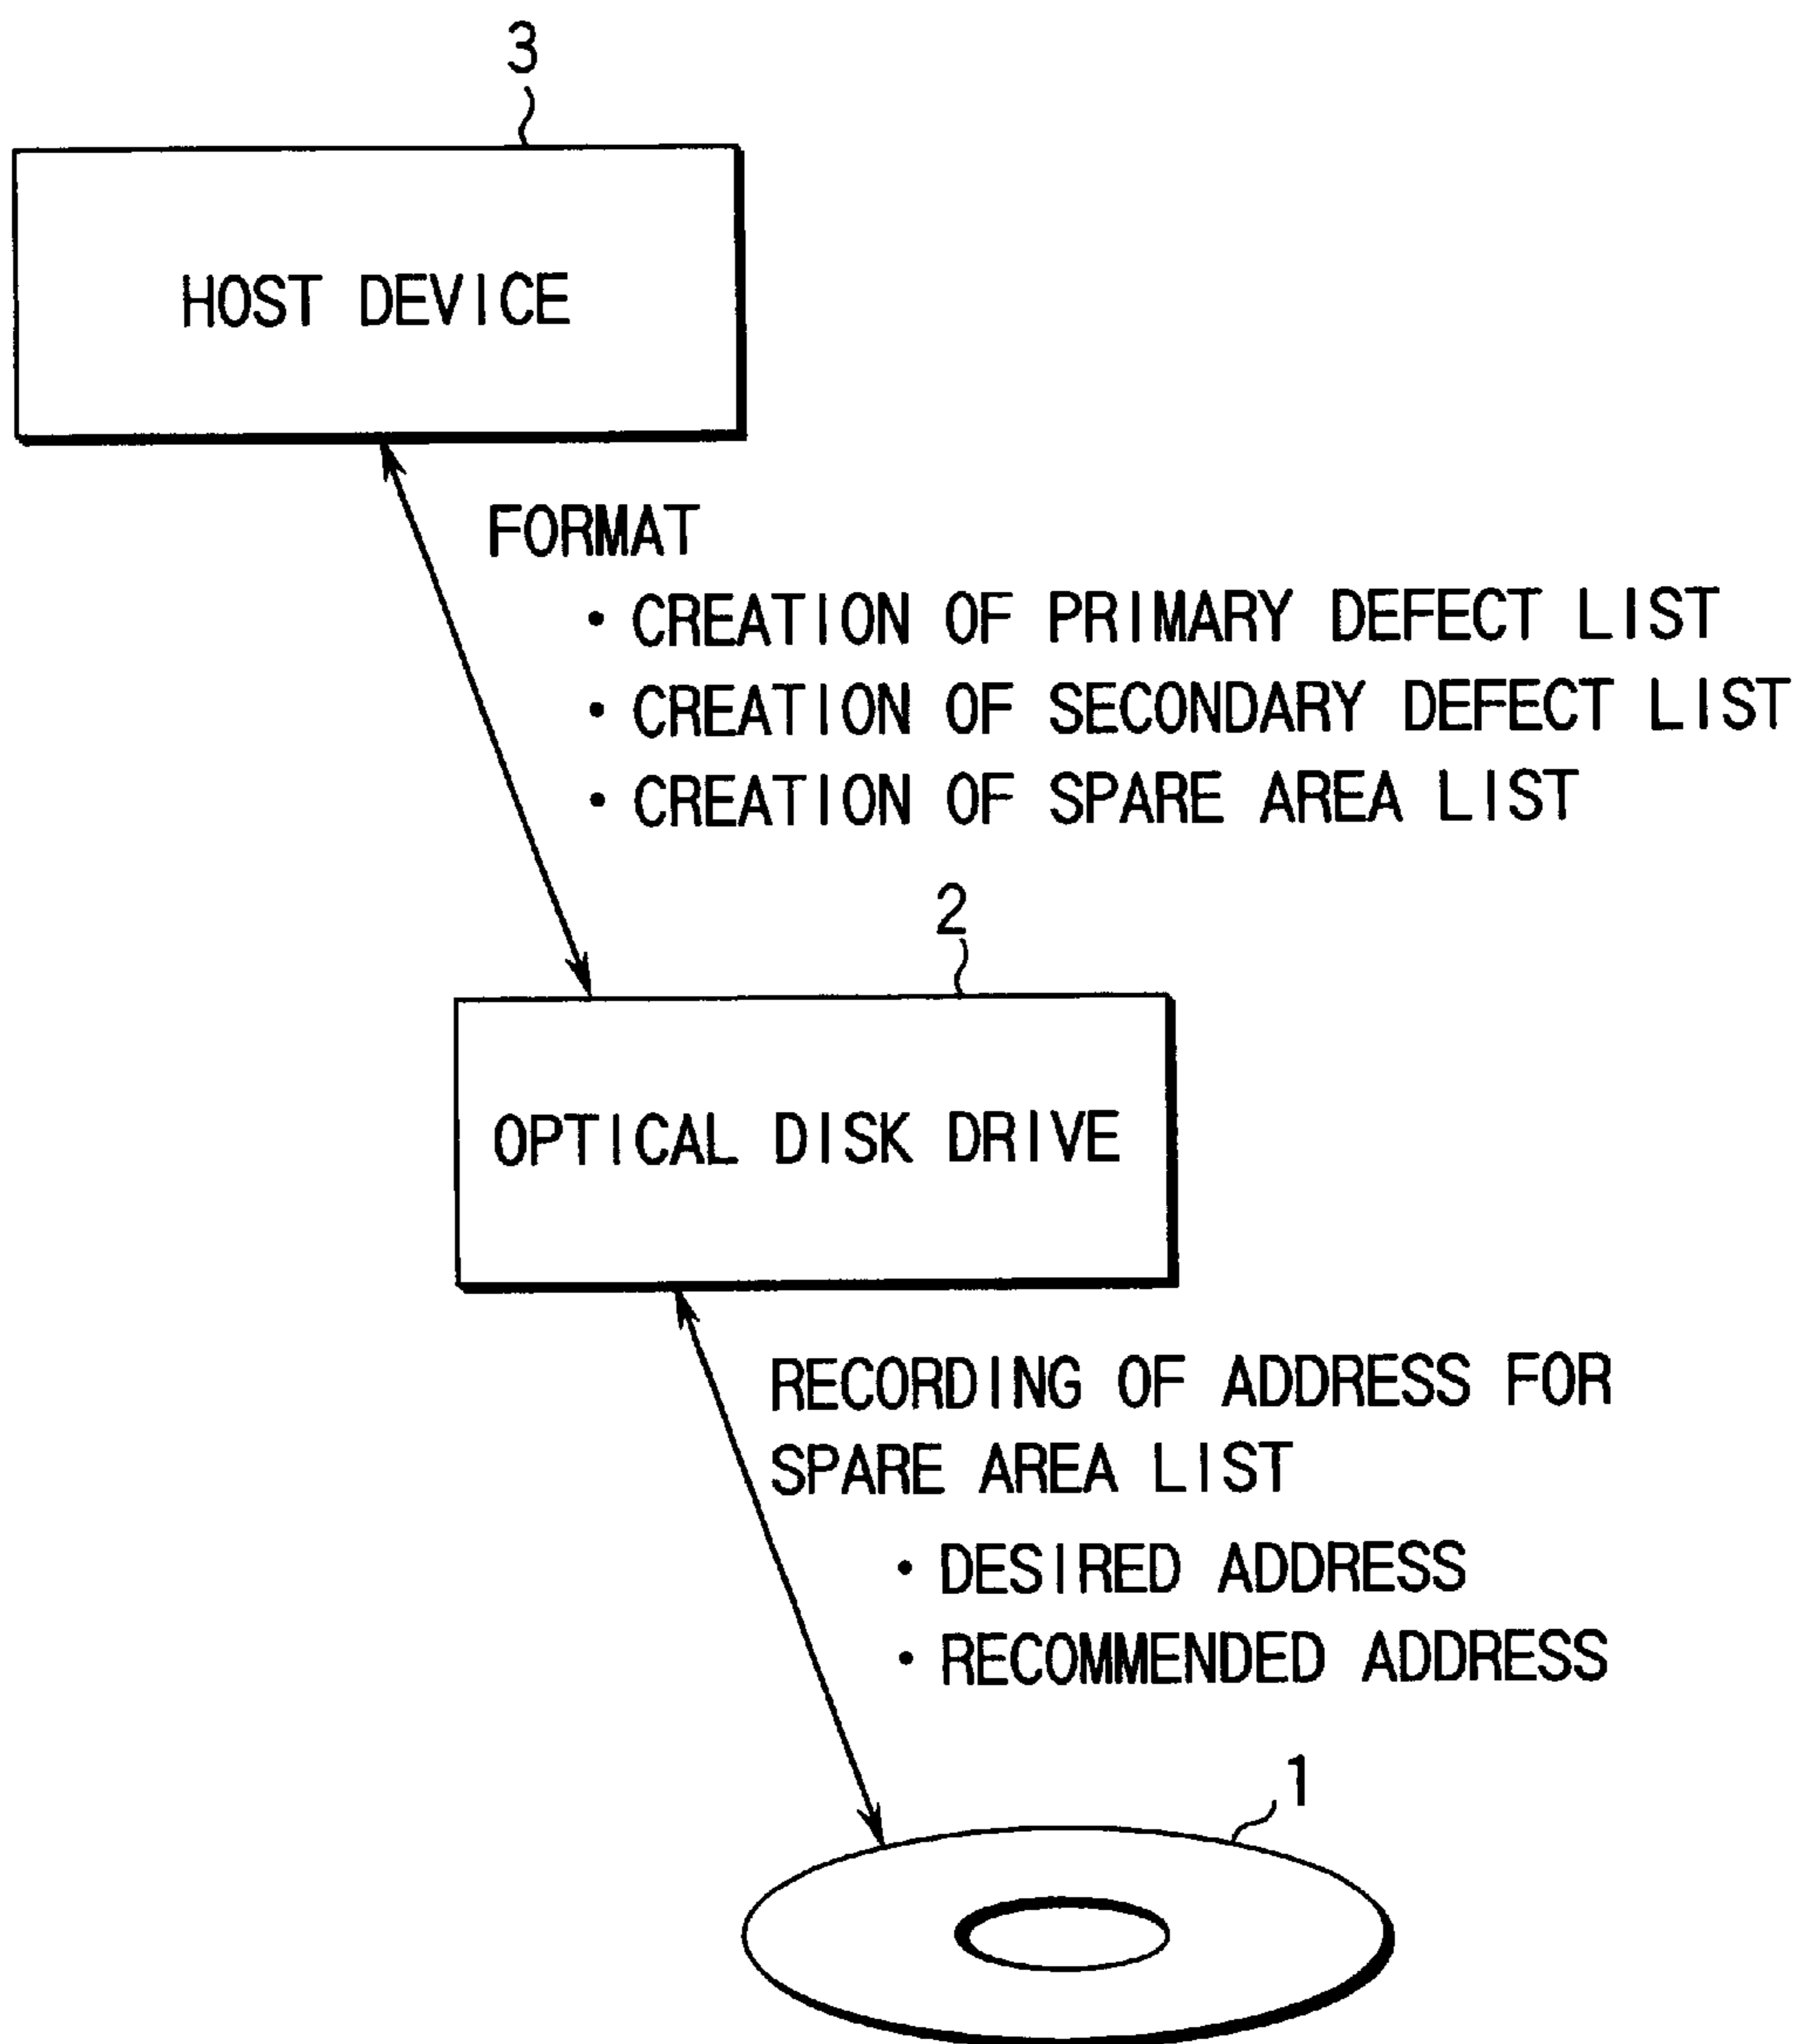 3
HOST DEVICE
FORMAT
• CREATION OF PRIMARY DEFECT LIST
• CREATION OF SECONDARY DEFECT LIST
• CREATION OF SPARE AREA LIST
2
OPTICAL DISK DRIVE
RECORDING OF ADDRESS FOR
SPARE AREA LIST
• DESIRED ADDRESS
• RECOMMENDED ADDRESS
1